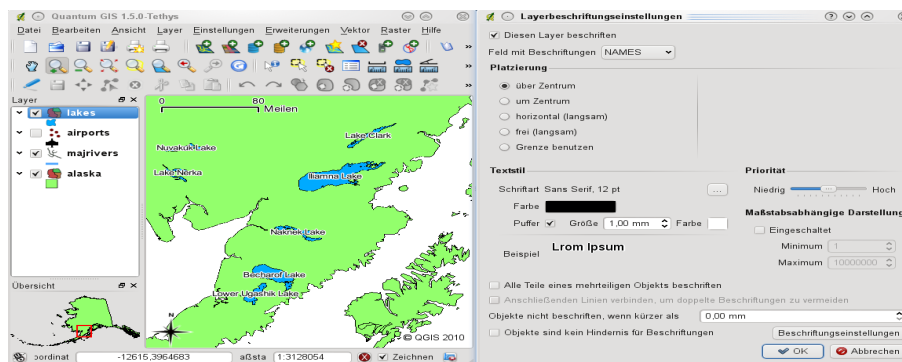 Quantum GIS 1.5.0-Tethys
Datei Bearbeiten Ansicht Layer Einstellungen Erweiterungen Vektor Raster Hilfe
Layer
lakes
airports
majrivers
alaska
Übersicht
0 80
Meilen
Lake Clark
Nuvakuk Lake
Lake Nerka
Iliamna Lake
Naknek Lake
Becharof Lake
Lower Ugashik Lake
N
© QGIS 2010
oordinat -12615,3964683 aßsta 1:3128054 Zeichnen
Layerbeschriftungseinstellungen
Diesen Layer beschriften
Feld mit Beschriftungen NAMES
Platzierung
über Zentrum
um Zentrum
horizontal (langsam)
frei (langsam)
Grenze benutzen
Textstil
Schriftart Sans Serif, 12 pt ...
Farbe
Puffer Größe 1,00 mm Farbe
Beispiel Lrom Ipsum
Priorität
Niedrig Hoch
Maßstabsabhängige Darstellung
Eingeschaltet
Minimum 1
Maximum 10000000
Alle Teile eines mehrteiligen Objekts beschriften
Anschließenden Linien verbinden, um doppelte Beschriftungen zu vermeiden
Objekte nicht beschriften, wenn kürzer als 0,00 mm
Objekte sind kein Hindernis für Beschriftungen
Beschriftungseinstellungen
OK Abbrechen